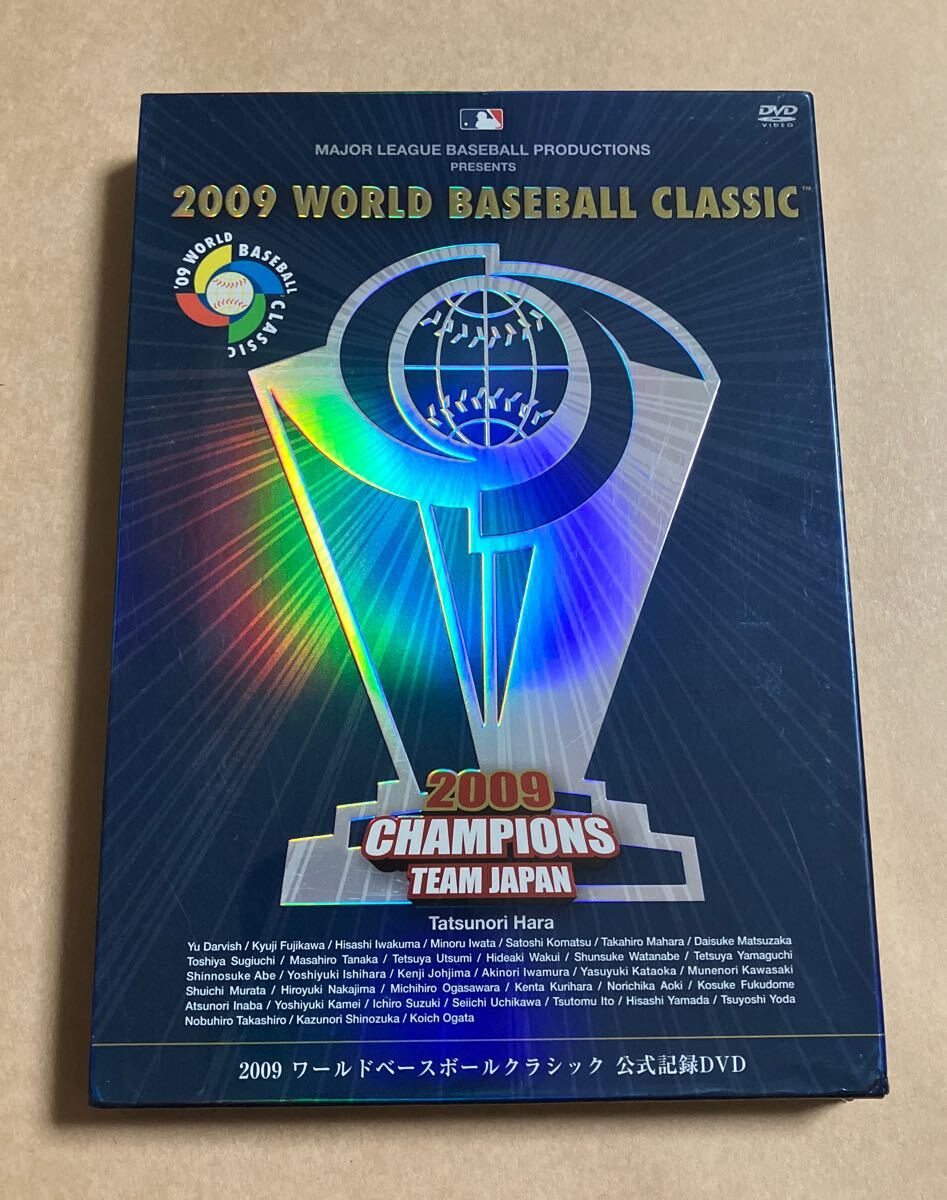 DVD
VIDEO
MAJOR LEAGUE BASEBALL PRODUCTIONS
PRESENTS
2009 WORLD BASEBALL CLASSIC™
'09 WORLD BASEBALL CLASSIC
2009
CHAMPIONS
TEAM JAPAN
Tatsunori Hara
Yu Darvish / Kyuji Fujikawa / Hisashi Iwakuma / Minoru Iwata / Satoshi Komatsu / Takahiro Mahara / Daisuke Matsuzaka
Toshiya Sugiuchi / Masahiro Tanaka / Tetsuya Utsumi / Hideaki Wakui / Shunsuke Watanabe / Tetsuya Yamaguchi
Shinnosuke Abe / Yoshiyuki Ishihara / Kenji Johjima / Akinori Iwamura / Yasuyuki Kataoka / Munenori Kawasaki
Shuichi Murata / Hiroyuki Nakajima / Michihiro Ogasawara / Kenta Kurihara / Norichika Aoki / Kosuke Fukudome
Atsunori Inaba / Yoshiyuki Kamei / Ichiro Suzuki / Seiichi Uchikawa / Tsutomu Ito / Hisashi Yamada / Tsuyoshi Yoda
Nobuhiro Takashiro / Kazunori Shinozuka / Koich Ogata
2009 ワールドベースボールクラシック 公式記録DVD